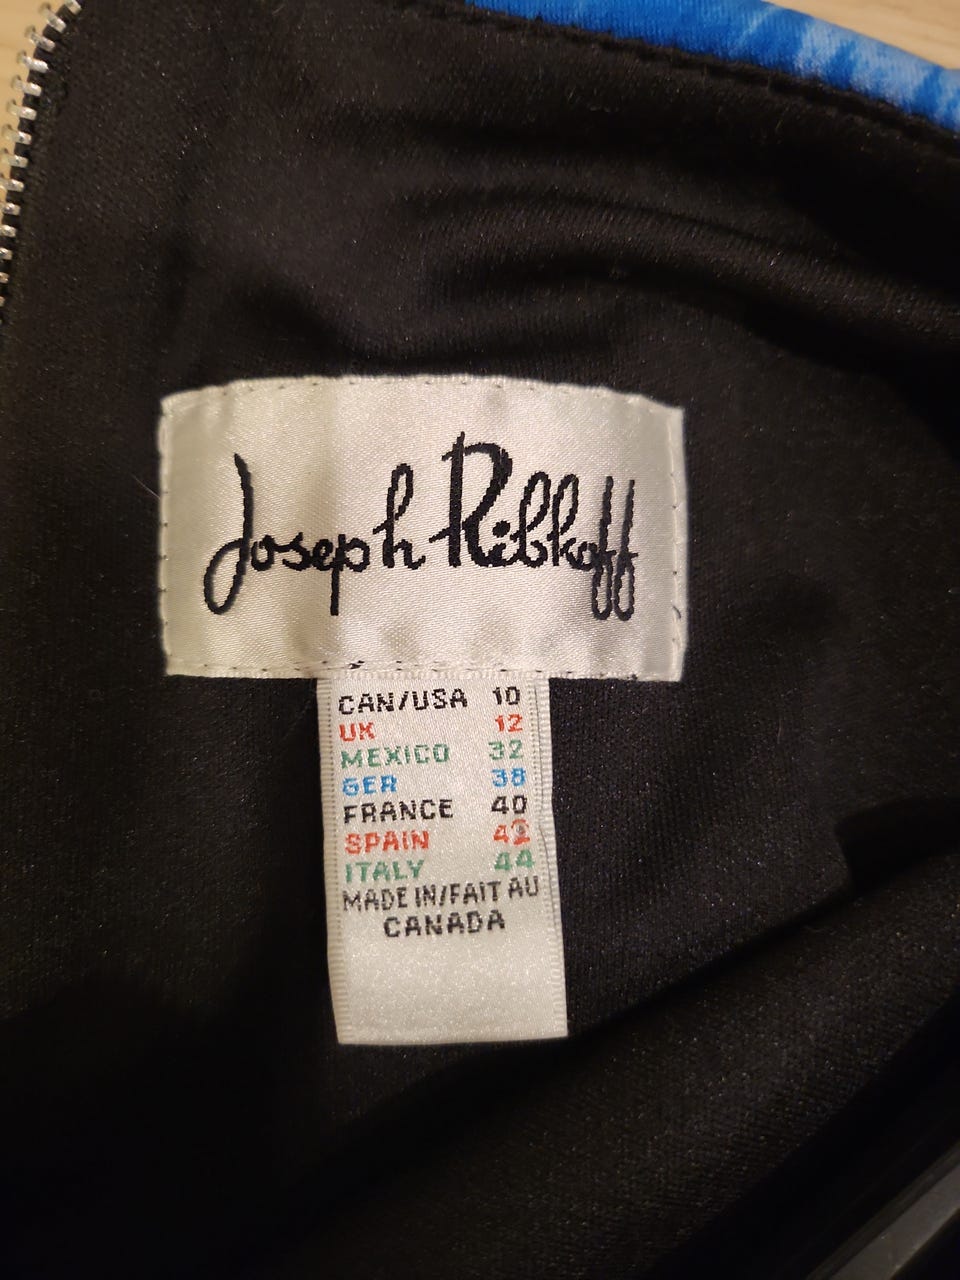 Joseph Ribkoff
CAN/USA 10
UK 12
MEXICO 32
GER 38
FRANCE 40
SPAIN 42
ITALY 44
MADE IN/FAIT AU
CANADA